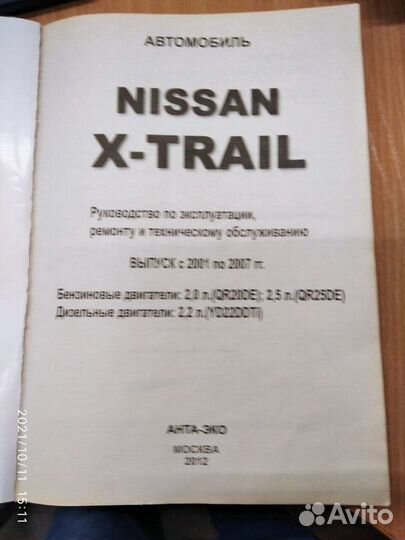 АВТОМОБИЛЬ
NISSAN
X-TRAIL
Руководство по эксплуатации,
ремонту и техническому обслуживанию
ВЫПУСК с 2001 по 2007 гг.
Бензиновые двигатели: 2,0 л.(QR20DE); 2,5 л.(QR25DE)
Дизельные двигатели: 2,2 л.(YD22DDTi)
АНТА-ЭКО
МОСКВА
2012
2021/10/11 15:11
Avito